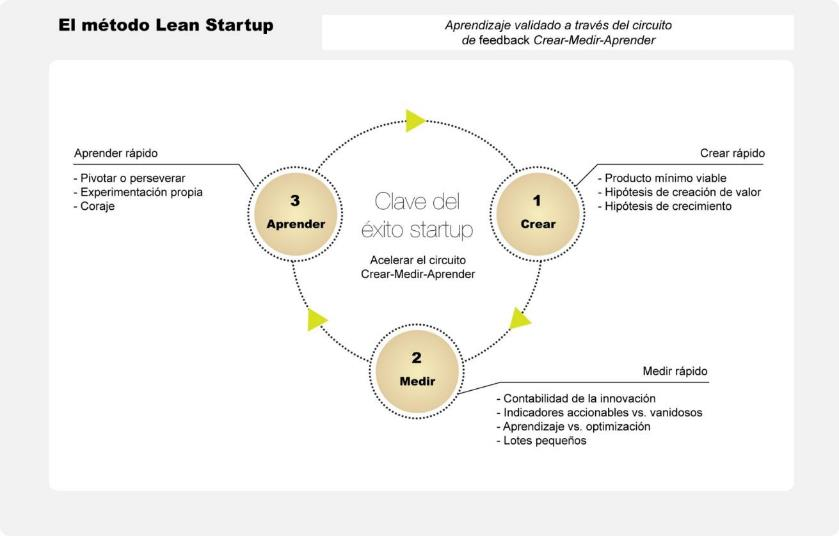 El método Lean Startup
Aprendizaje validado a través del circuito
de feedback Crear-Medir-Aprender
Aprender rápido
- Pivotar o perseverar
- Experimentación propia
- Coraje
3
Aprender
Clave del
éxito startup
Acelerar el circuito
Crear-Medir-Aprender
1
Crear
Crear rápido
- Producto mínimo viable
- Hipótesis de creación de valor
- Hipótesis de crecimiento
2
Medir
Medir rápido
- Contabilidad de la innovación
- Indicadores accionables vs. vanidosos
- Aprendizaje vs. optimización
- Lotes pequeños